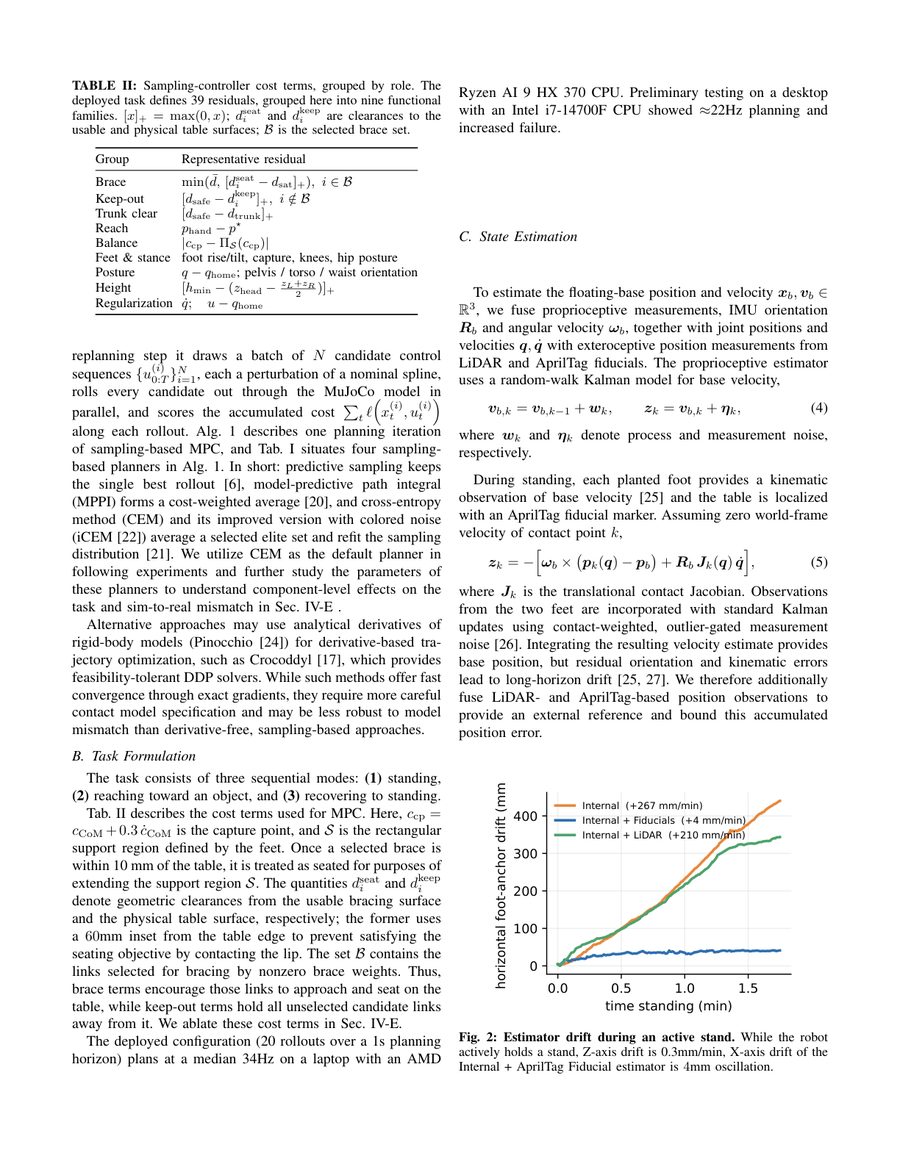 TABLE II: Sampling-controller cost terms, grouped by role. The
deployed task defines 39 residuals, grouped here into nine functional
families. [x]₊ = max(0, x); dᵢ^seat and dᵢ^keep are clearances to the
usable and physical table surfaces; ℬ is the selected brace set.
Group Representative residual
Brace min(d̄, [dᵢ^seat − d_sat]₊), i ∈ ℬ
Keep-out [d_safe − dᵢ^keep]₊, i ∉ ℬ
Trunk clear [d_safe − d_trunk]₊
Reach p_hand − p*
Balance |c_cp − Π_S(c_cp)|
Feet & stance foot rise/tilt, capture, knees, hip posture
Posture q − q_home; pelvis / torso / waist orientation
Height [h_min − (z_head − (z_L+z_R)/2)]₊
Regularization q̇; u − q_home
replanning step it draws a batch of N candidate control
sequences {u_{0:T}^{(i)}}_{i=1}^N, each a perturbation of a nominal spline,
rolls every candidate out through the MuJoCo model in
parallel, and scores the accumulated cost ∑_t ℓ(x_t^{(i)}, u_t^{(i)})
along each rollout. Alg. 1 describes one planning iteration
of sampling-based MPC, and Tab. I situates four sampling-
based planners in Alg. 1. In short: predictive sampling keeps
the single best rollout [6], model-predictive path integral
(MPPI) forms a cost-weighted average [20], and cross-entropy
method (CEM) and its improved version with colored noise
(iCEM [22]) average a selected elite set and refit the sampling
distribution [21]. We utilize CEM as the default planner in
following experiments and further study the parameters of
these planners to understand component-level effects on the
task and sim-to-real mismatch in Sec. IV-E .
Alternative approaches may use analytical derivatives of
rigid-body models (Pinocchio [24]) for derivative-based tra-
jectory optimization, such as Crocoddyl [17], which provides
feasibility-tolerant DDP solvers. While such methods offer fast
convergence through exact gradients, they require more careful
contact model specification and may be less robust to model
mismatch than derivative-free, sampling-based approaches.
B. Task Formulation
The task consists of three sequential modes: (1) standing,
(2) reaching toward an object, and (3) recovering to standing.
Tab. II describes the cost terms used for MPC. Here, c_cp =
c_CoM + 0.3 ċ_CoM is the capture point, and S is the rectangular
support region defined by the feet. Once a selected brace is
within 10 mm of the table, it is treated as seated for purposes of
extending the support region S. The quantities dᵢ^seat and dᵢ^keep
denote geometric clearances from the usable bracing surface
and the physical table surface, respectively; the former uses
a 60mm inset from the table edge to prevent satisfying the
seating objective by contacting the lip. The set ℬ contains the
links selected for bracing by nonzero brace weights. Thus,
brace terms encourage those links to approach and seat on the
table, while keep-out terms hold all unselected candidate links
away from it. We ablate these cost terms in Sec. IV-E.
The deployed configuration (20 rollouts over a 1s planning
horizon) plans at a median 34Hz on a laptop with an AMD
Ryzen AI 9 HX 370 CPU. Preliminary testing on a desktop
with an Intel i7-14700F CPU showed ≈22Hz planning and
increased failure.
C. State Estimation
To estimate the floating-base position and velocity x_b, v_b ∈
ℝ³, we fuse proprioceptive measurements, IMU orientation
R_b and angular velocity ω_b, together with joint positions and
velocities q, q̇ with exteroceptive position measurements from
LiDAR and AprilTag fiducials. The proprioceptive estimator
uses a random-walk Kalman model for base velocity,
v_{b,k} = v_{b,k−1} + w_k, z_k = v_{b,k} + η_k, (4)
where w_k and η_k denote process and measurement noise,
respectively.
During standing, each planted foot provides a kinematic
observation of base velocity [25] and the table is localized
with an AprilTag fiducial marker. Assuming zero world-frame
velocity of contact point k,
z_k = −[ω_b × (p_k(q) − p_b) + R_b J_k(q) q̇], (5)
where J_k is the translational contact Jacobian. Observations
from the two feet are incorporated with standard Kalman
updates using contact-weighted, outlier-gated measurement
noise [26]. Integrating the resulting velocity estimate provides
base position, but residual orientation and kinematic errors
lead to long-horizon drift [25, 27]. We therefore additionally
fuse LiDAR- and AprilTag-based position observations to
provide an external reference and bound this accumulated
position error.
horizontal foot-anchor drift (mm
400
300
200
100
0
Internal (+267 mm/min)
Internal + Fiducials (+4 mm/min)
Internal + LiDAR (+210 mm/min)
0.0 0.5 1.0 1.5
time standing (min)
Fig. 2: Estimator drift during an active stand. While the robot
actively holds a stand, Z-axis drift is 0.3mm/min, X-axis drift of the
Internal + AprilTag Fiducial estimator is 4mm oscillation.